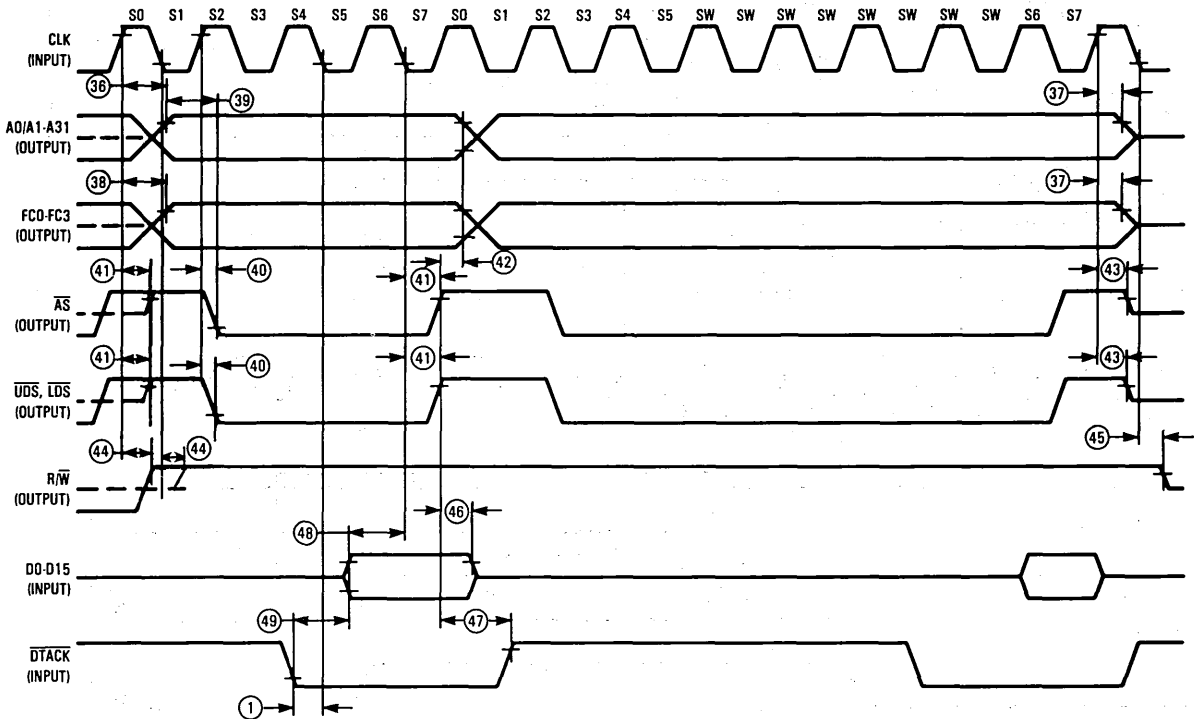 S0 S1 S2 S3 S4 S5 S6 S7 S0 S1 S2 S3 S4 S5 SW SW SW SW SW SW S6 S7
CLK
(INPUT)
36
39
37
A0/A1-A31
(OUTPUT)
38
37
FC0-FC3
(OUTPUT)
41
40
41
42
43
AS
(OUTPUT)
41
40
41
43
UDS, LDS
(OUTPUT)
44
44
45
R/W
(OUTPUT)
48
46
D0-D15
(INPUT)
49
47
DTACK
(INPUT)
1